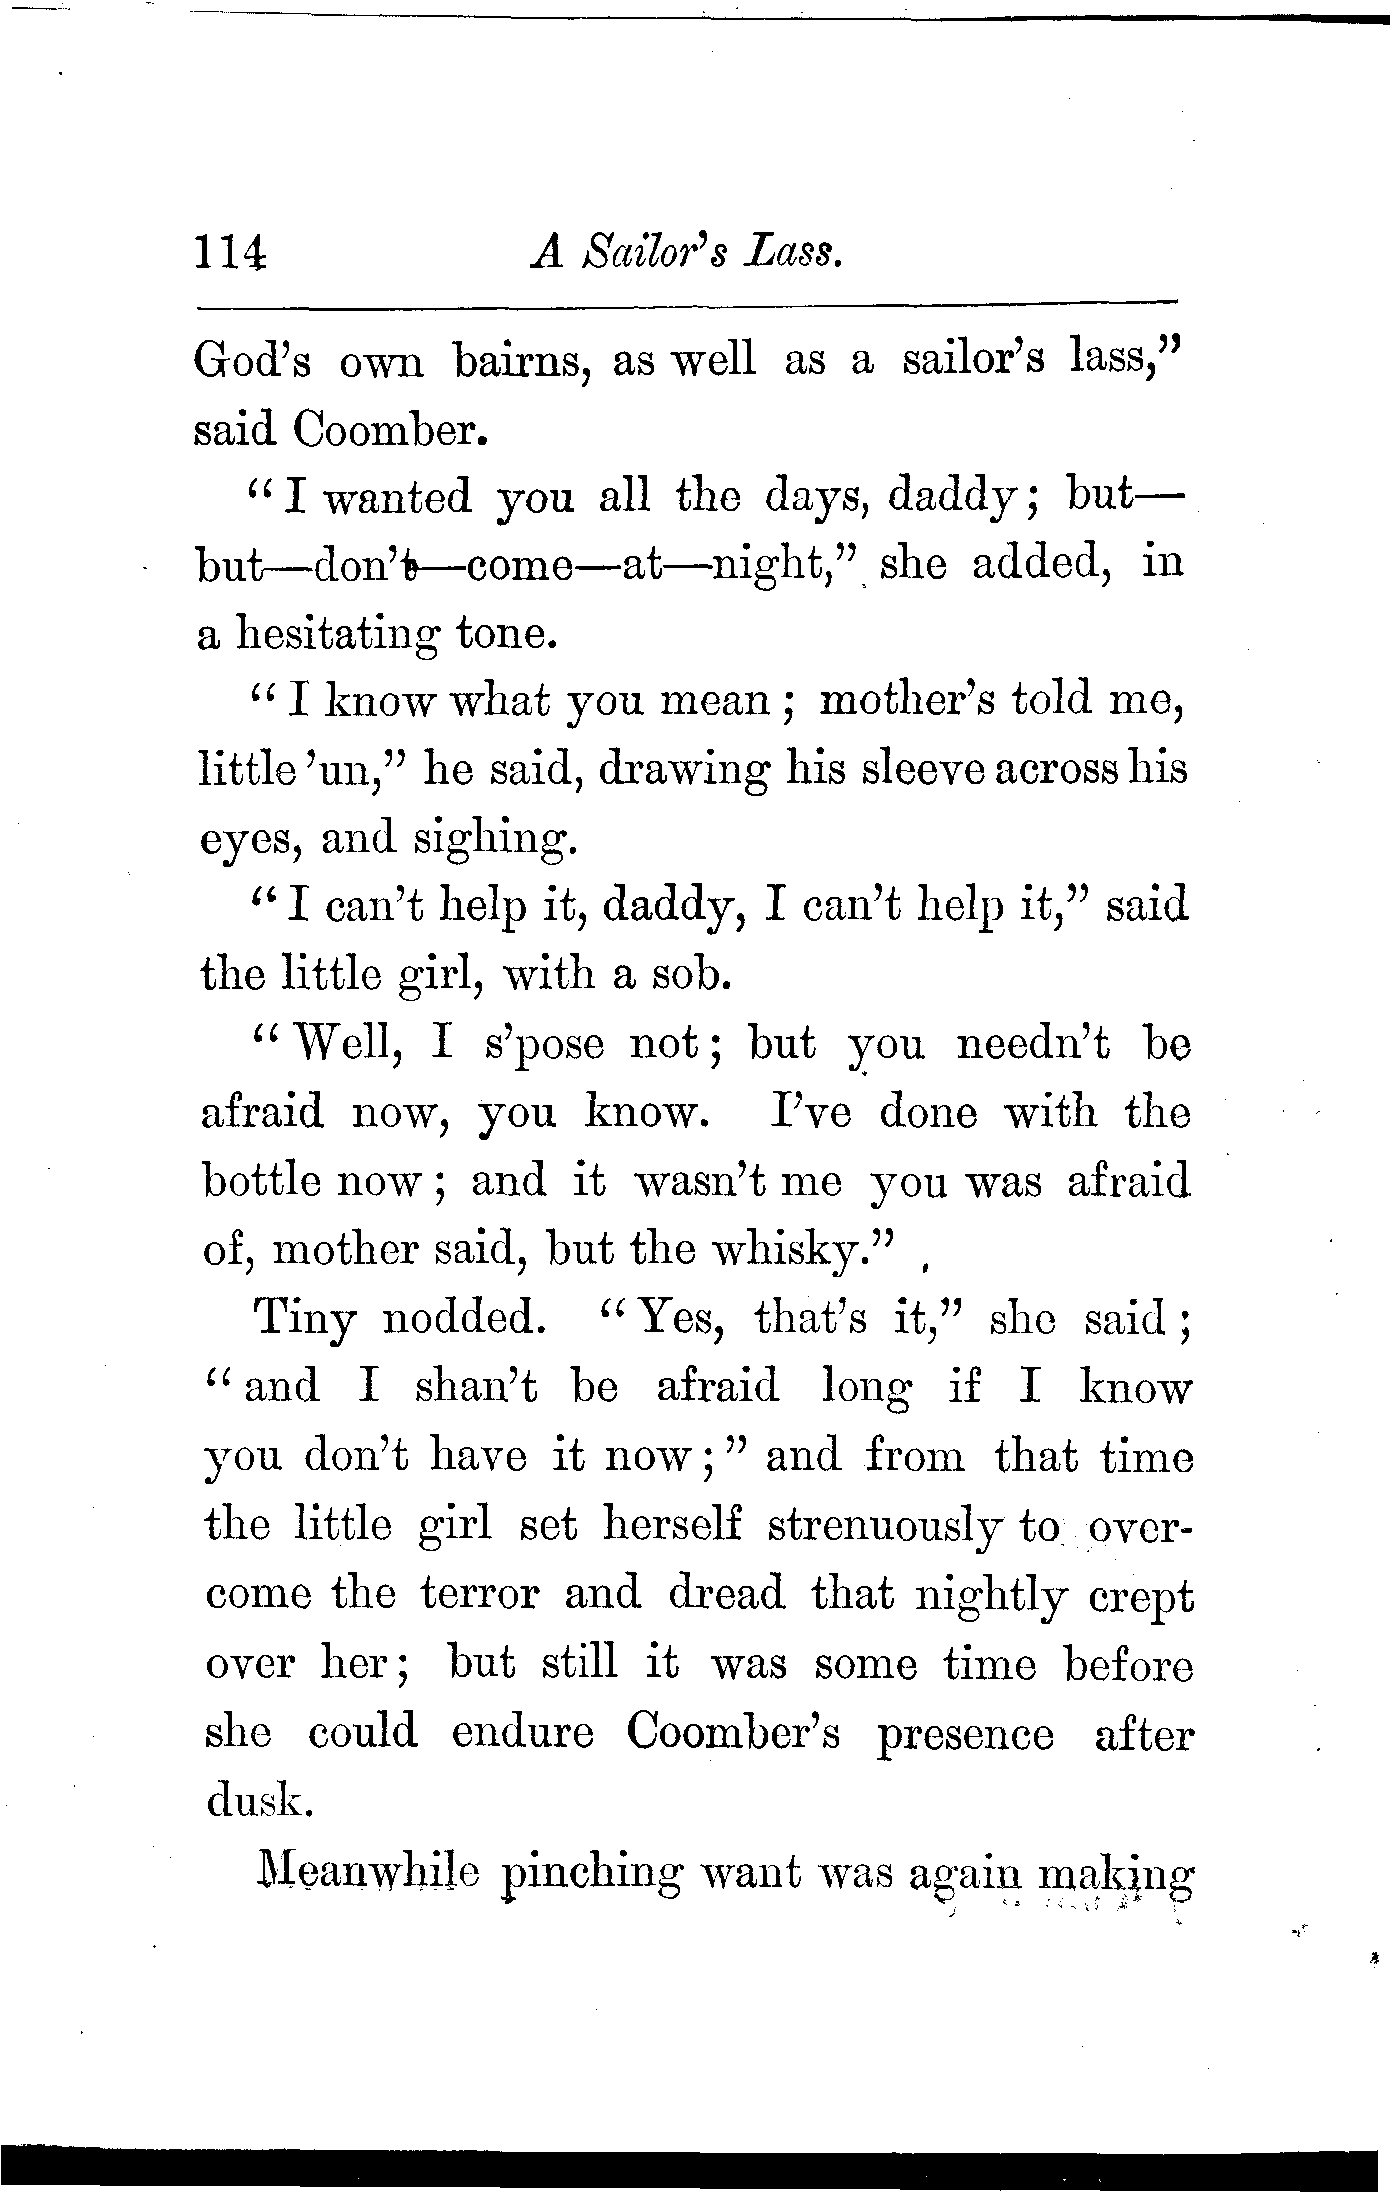 114 A Sailor's Lass.
God's own bairns, as well as a sailor's lass,"
said Coomber.
"I wanted you all the days, daddy; but—
but—don't—come—at—night," she added, in
a hesitating tone.
"I know what you mean; mother's told me,
little 'un," he said, drawing his sleeve across his
eyes, and sighing.
"I can't help it, daddy, I can't help it," said
the little girl, with a sob.
"Well, I s'pose not; but you needn't be
afraid now, you know. I've done with the
bottle now; and it wasn't me you was afraid
of, mother said, but the whisky."
Tiny nodded. "Yes, that's it," she said;
"and I shan't be afraid long if I know
you don't have it now;" and from that time
the little girl set herself strenuously to over-
come the terror and dread that nightly crept
over her; but still it was some time before
she could endure Coomber's presence after
dusk.
Meanwhile pinching want was again making